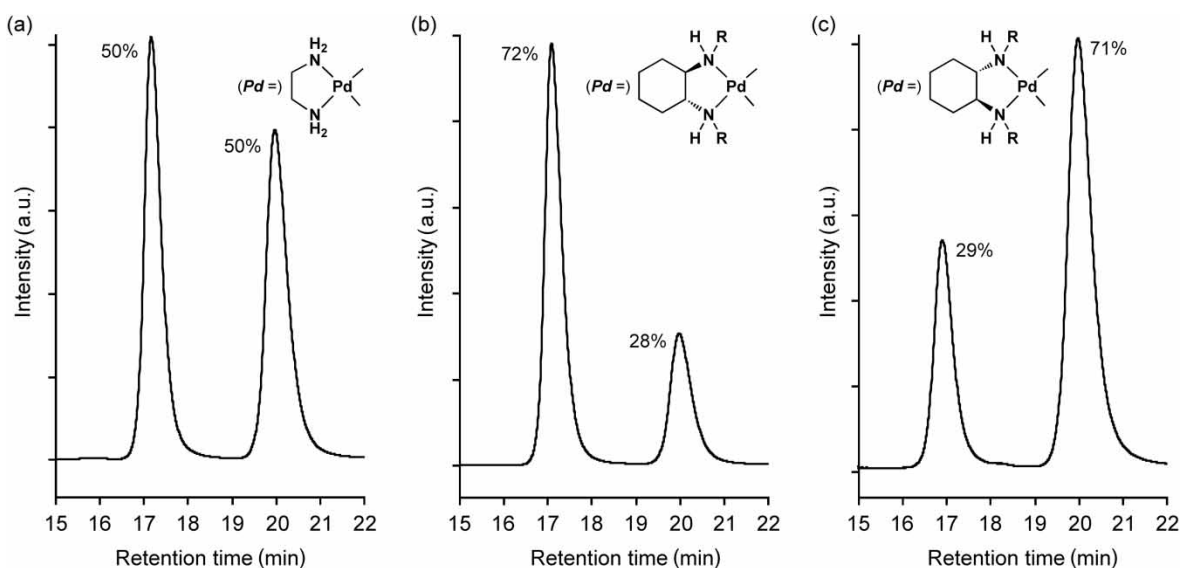 (a)
50%
50%
(Pd =)
NH2
Pd
NH2
Intensity (a.u.)
15 16 17 18 19 20 21 22
Retention time (min)
(b)
72%
28%
(Pd =)
H R
N
Pd
N
H R
Intensity (a.u.)
15 16 17 18 19 20 21 22
Retention time (min)
(c)
29%
71%
(Pd =)
H R
N
Pd
N
H R
Intensity (a.u.)
15 16 17 18 19 20 21 22
Retention time (min)